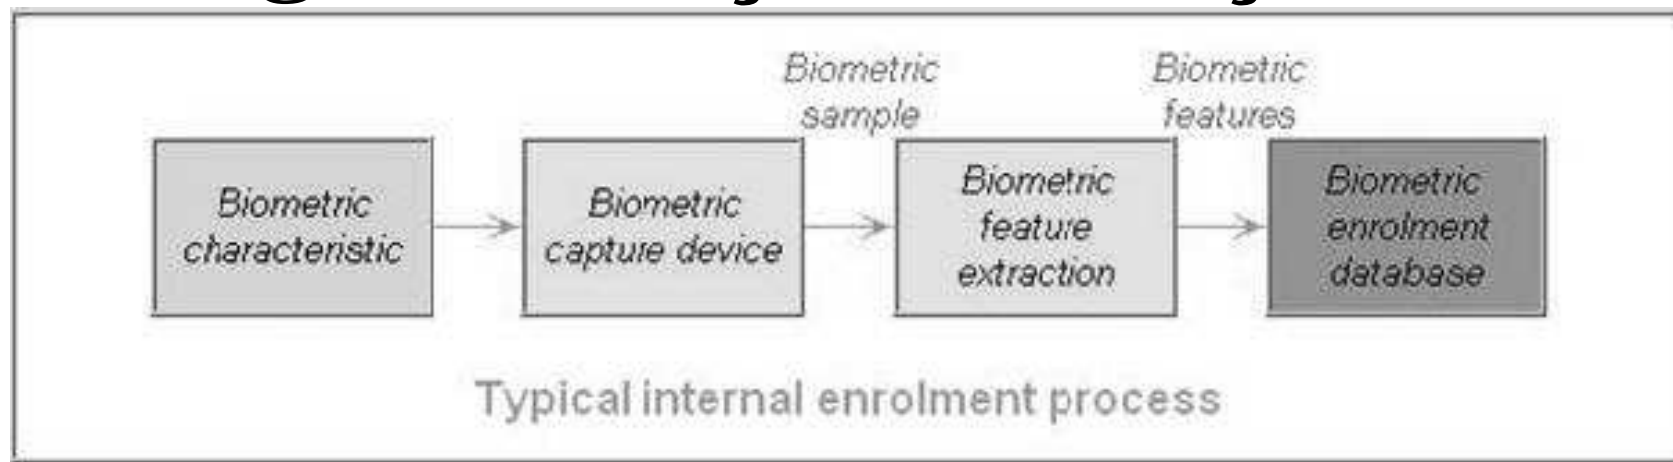 Biometric
sample
Biometric
features
Biometric
characteristic
Biometric
capture device
Biometric
feature
extraction
Biometric
enrolment
database
Typical internal enrolment process